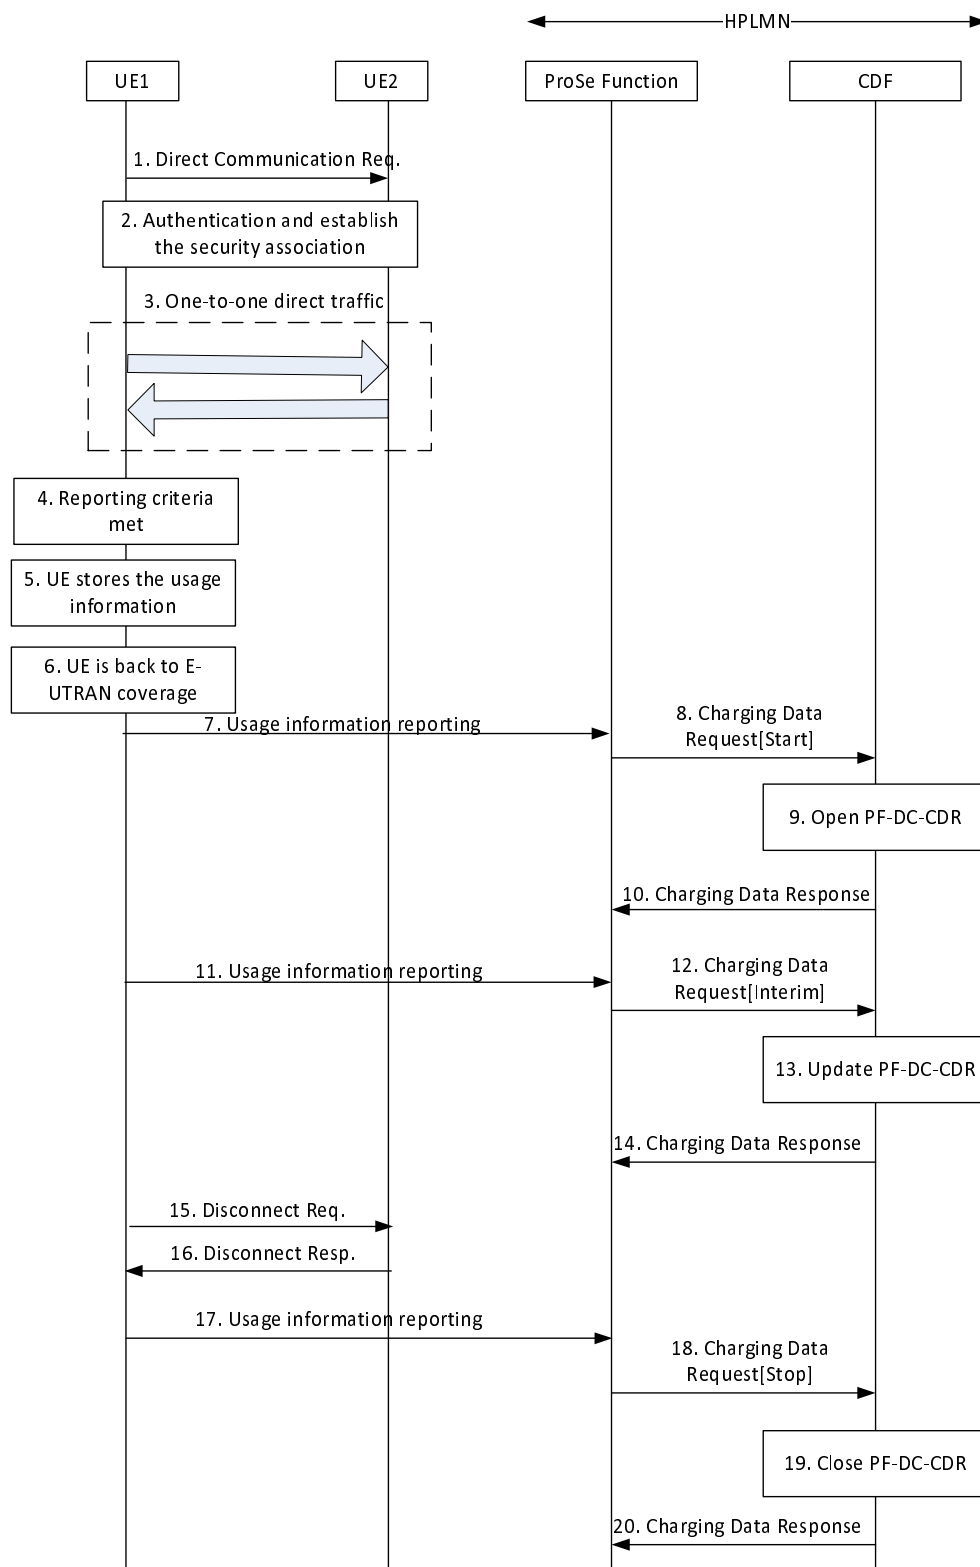 HPLMN
UE1
UE2
ProSe Function
CDF
1. Direct Communication Req.
2. Authentication and establish
the security association
3. One-to-one direct traffic
4. Reporting criteria
met
5. UE stores the usage
information
6. UE is back to E-
UTRAN coverage
7. Usage information reporting
8. Charging Data
Request[Start]
9. Open PF-DC-CDR
10. Charging Data Response
11. Usage information reporting
12. Charging Data
Request[Interim]
13. Update PF-DC-CDR
14. Charging Data Response
15. Disconnect Req.
16. Disconnect Resp.
17. Usage information reporting
18. Charging Data
Request[Stop]
19. Close PF-DC-CDR
20. Charging Data Response